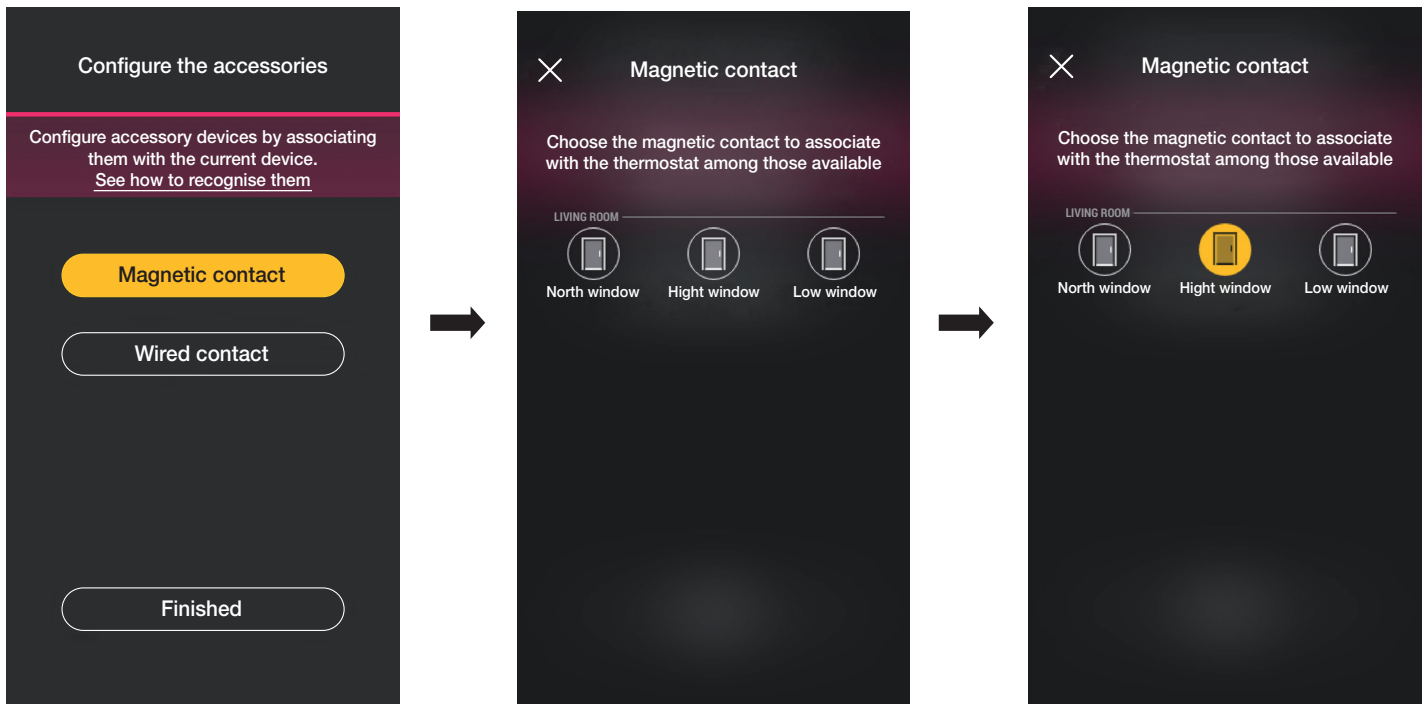 Configure the accessories
Configure accessory devices by associating
them with the current device.
See how to recognise them
Magnetic contact
Wired contact
Finished
Magnetic contact
Choose the magnetic contact to associate
with the thermostat among those available
LIVING ROOM
North window
Hight window
Low window
Magnetic contact
Choose the magnetic contact to associate
with the thermostat among those available
LIVING ROOM
North window
Hight window
Low window